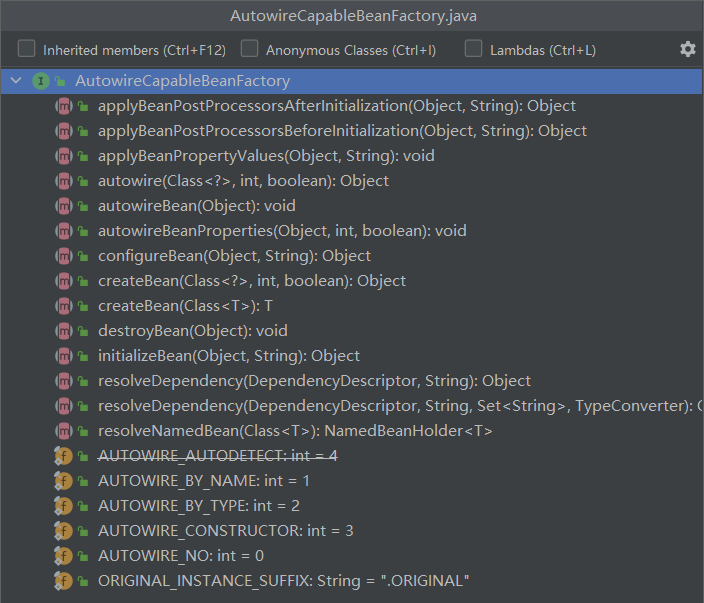 AutowireCapableBeanFactory.java
Inherited members (Ctrl+F12) Anonymous Classes (Ctrl+I) Lambdas (Ctrl+L)
I AutowireCapableBeanFactory
m applyBeanPostProcessorsAfterInitialization(Object, String): Object
m applyBeanPostProcessorsBeforeInitialization(Object, String): Object
m applyBeanPropertyValues(Object, String): void
m autowire(Class<?>, int, boolean): Object
m autowireBean(Object): void
m autowireBeanProperties(Object, int, boolean): void
m configureBean(Object, String): Object
m createBean(Class<?>, int, boolean): Object
m createBean(Class<T>): T
m destroyBean(Object): void
m initializeBean(Object, String): Object
m resolveDependency(DependencyDescriptor, String): Object
m resolveDependency(DependencyDescriptor, String, Set<String>, TypeConverter):
m resolveNamedBean(Class<T>): NamedBeanHolder<T>
f AUTOWIRE_AUTODETECT: int = 4
f AUTOWIRE_BY_NAME: int = 1
f AUTOWIRE_BY_TYPE: int = 2
f AUTOWIRE_CONSTRUCTOR: int = 3
f AUTOWIRE_NO: int = 0
f ORIGINAL_INSTANCE_SUFFIX: String = ".ORIGINAL"